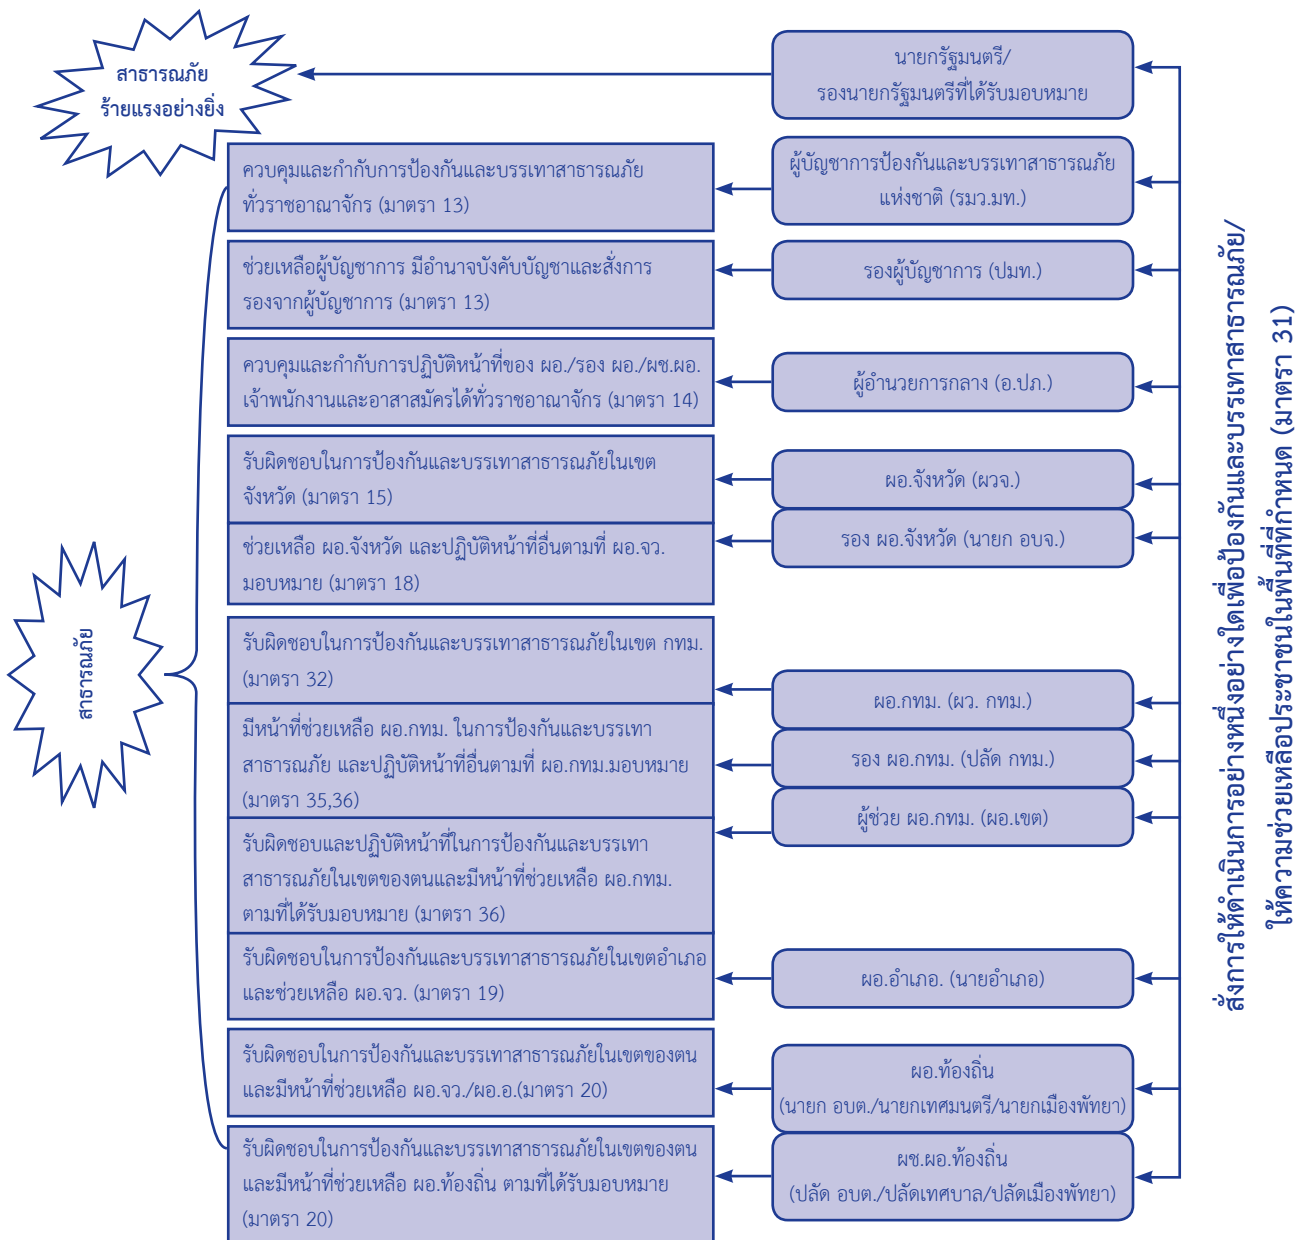 สาธารณภัย
ร้ายแรงอย่างยิ่ง
นายกรัฐมนตรี/
รองนายกรัฐมนตรีที่ได้รับมอบหมาย
ควบคุมและกำกับการป้องกันและบรรเทาสาธารณภัย
ทั่วราชอาณาจักร (มาตรา 13)
ผู้บัญชาการป้องกันและบรรเทาสาธารณภัย
แห่งชาติ (รมว.มท.)
ช่วยเหลือผู้บัญชาการ มีอำนาจบังคับบัญชาและสั่งการ
รองจากผู้บัญชาการ (มาตรา 13)
รองผู้บัญชาการ (ปมท.)
ควบคุมและกำกับการปฏิบัติหน้าที่ของ ผอ./รอง ผอ./ผช.ผอ.
เจ้าพนักงานและอาสาสมัครได้ทั่วราชอาณาจักร (มาตรา 14)
ผู้อำนวยการกลาง (อ.ปภ.)
รับผิดชอบในการป้องกันและบรรเทาสาธารณภัยในเขต
จังหวัด (มาตรา 15)
ผอ.จังหวัด (ผวจ.)
ช่วยเหลือ ผอ.จังหวัด และปฏิบัติหน้าที่อื่นตามที่ ผอ.จว.
มอบหมาย (มาตรา 18)
รอง ผอ.จังหวัด (นายก อบจ.)
สาธารณภัย
รับผิดชอบในการป้องกันและบรรเทาสาธารณภัยในเขต กทม.
(มาตรา 32)
ผอ.กทม. (ผว. กทม.)
มีหน้าที่ช่วยเหลือ ผอ.กทม. ในการป้องกันและบรรเทา
สาธารณภัย และปฏิบัติหน้าที่อื่นตามที่ ผอ.กทม.มอบหมาย
(มาตรา 35,36)
รอง ผอ.กทม. (ปลัด กทม.)
ผู้ช่วย ผอ.กทม. (ผอ.เขต)
รับผิดชอบและปฏิบัติหน้าที่ในการป้องกันและบรรเทา
สาธารณภัยในเขตของตนและมีหน้าที่ช่วยเหลือ ผอ.กทม.
ตามที่ได้รับมอบหมาย (มาตรา 36)
รับผิดชอบในการป้องกันและบรรเทาสาธารณภัยในเขตอำเภอ
และช่วยเหลือ ผอ.จว. (มาตรา 19)
ผอ.อำเภอ. (นายอำเภอ)
รับผิดชอบในการป้องกันและบรรเทาสาธารณภัยในเขตของตน
และมีหน้าที่ช่วยเหลือ ผอ.จว./ผอ.อ.(มาตรา 20)
ผอ.ท้องถิ่น
(นายก อบต./นายกเทศมนตรี/นายกเมืองพัทยา)
รับผิดชอบในการป้องกันและบรรเทาสาธารณภัยในเขตของตน
และมีหน้าที่ช่วยเหลือ ผอ.ท้องถิ่น ตามที่ได้รับมอบหมาย
(มาตรา 20)
ผช.ผอ.ท้องถิ่น
(ปลัด อบต./ปลัดเทศบาล/ปลัดเมืองพัทยา)
สั่งการให้ดำเนินการอย่างหนึ่งอย่างใดเพื่อป้องกันและบรรเทาสาธารณภัย/
ให้ความช่วยเหลือประชาชนในพื้นที่ที่กำหนด (มาตรา 31)